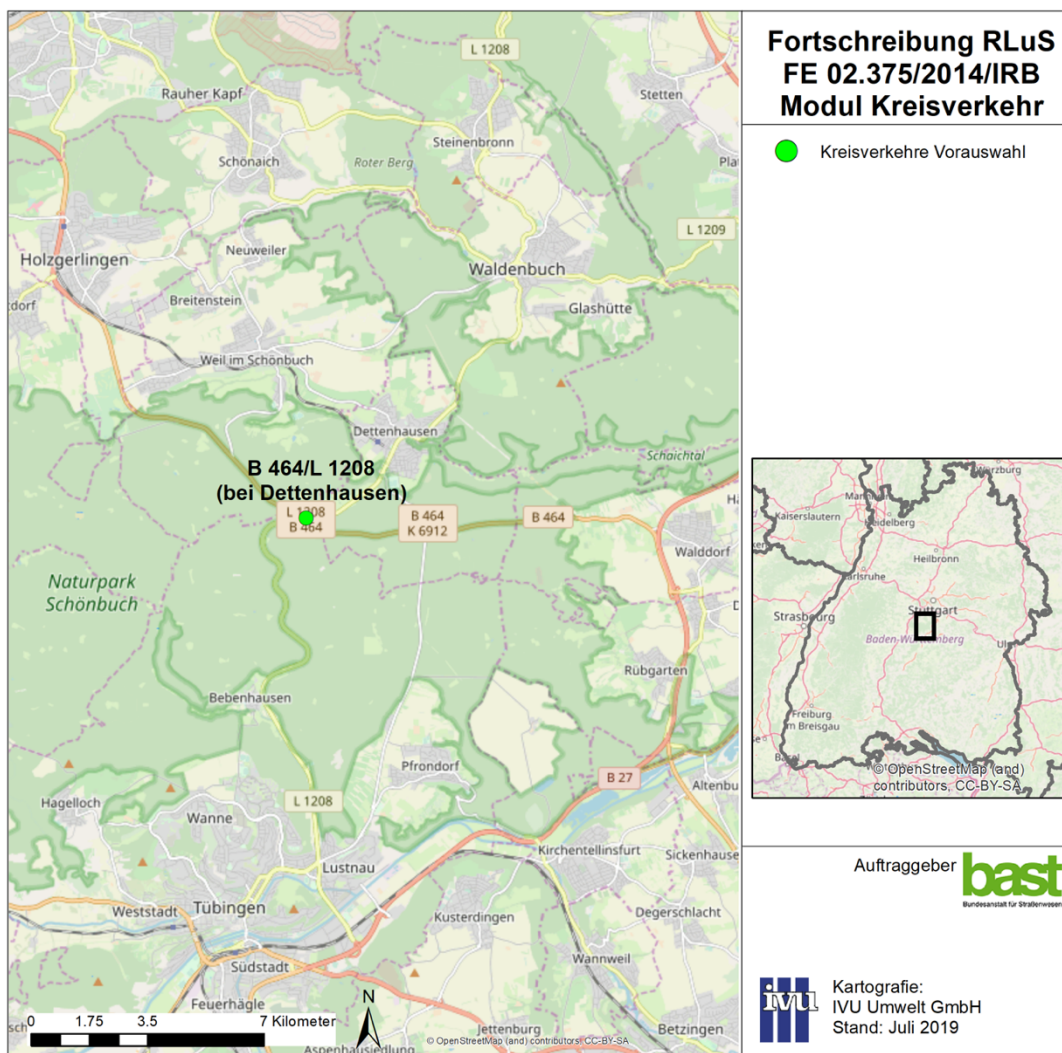 Fortschreibung RLuS
FE 02.375/2014/IRB
Modul Kreisverkehr
Kreisverkehre Vorauswahl
L 1208
Rauher Kapf
Stetten
Steinenbronn
Schönaich
Roter Berg
L 1209
Holzgerlingen
Neuweiler
Waldenbuch
Breitenstein
Glashütte
Weil im Schönbuch
Dettenhausen
Schaichtal
B 464/L 1208
(bei Dettenhausen)
L 1208
B 464
B 464
K 6912
B 464
Walddorf
Naturpark
Schönbuch
Rübgarten
Bebenhausen
Pfrondorf
B 27
Hagelloch
L 1208
Wanne
Kirchentellinsfurt
Lustnau
Weststadt
Tübingen
Kusterdingen
Degerschlacht
Südstadt
Wannweil
Feuerhägle
N
0 1.75 3.5 7 Kilometer
Jettenburg
Betzingen
Aspenhausiedlung
© OpenStreetMap (and) contributors, CC-BY-SA
Kaiserslautern
Heidelberg
Heilbronn
Strasbourg
Stuttgart
Freiburg
im Breisgau
© OpenStreetMap (and)
contributors, CC-BY-SA
Auftraggeber
bast
Bundesanstalt für Straßenwesen
ivu
Kartografie:
IVU Umwelt GmbH
Stand: Juli 2019